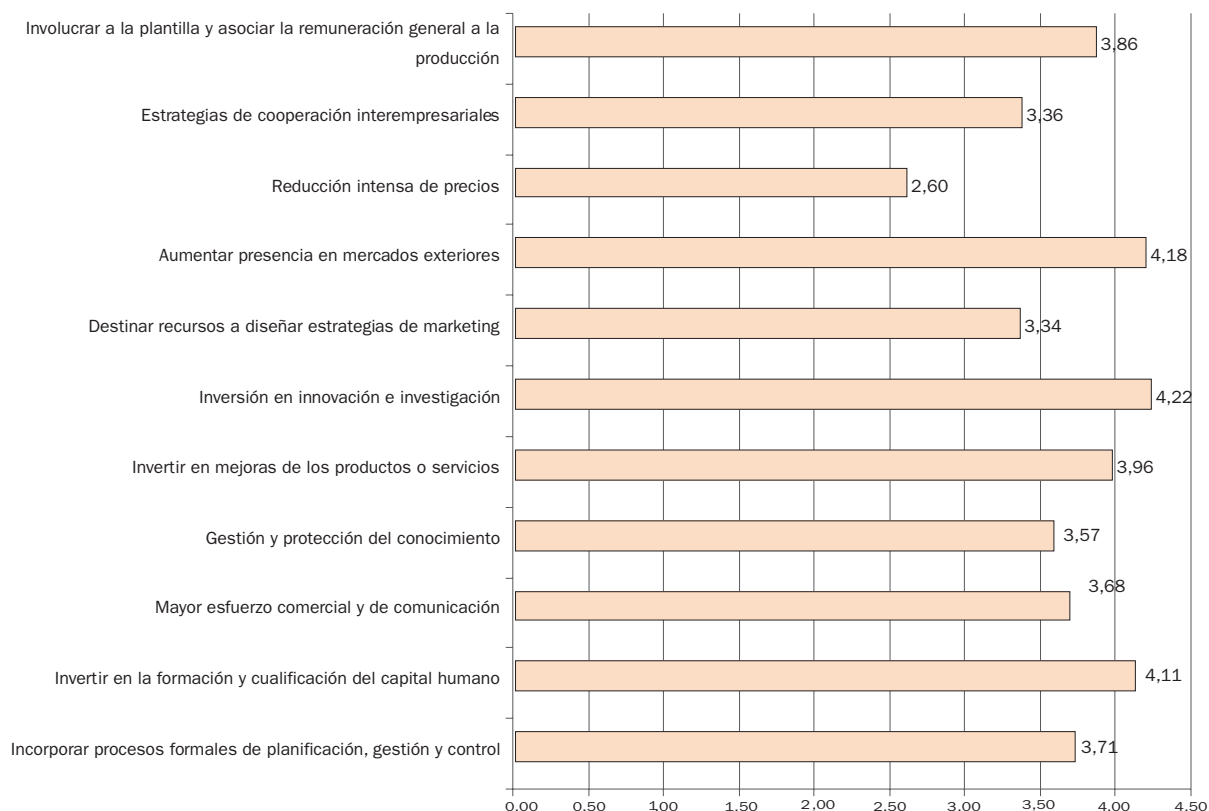 Involucrar a la plantilla y asociar la remuneración general a la
producción
3,86
Estrategias de cooperación interempresariales
3,36
Reducción intensa de precios
2,60
Aumentar presencia en mercados exteriores
4,18
Destinar recursos a diseñar estrategias de marketing
3,34
Inversión en innovación e investigación
4,22
Invertir en mejoras de los productos o servicios
3,96
Gestión y protección del conocimiento
3,57
Mayor esfuerzo comercial y de comunicación
3,68
Invertir en la formación y cualificación del capital humano
4,11
Incorporar procesos formales de planificación, gestión y control
3,71
0,00 0,50 1,00 1,50 2,00 2,50 3,00 3,50 4,00 4,50